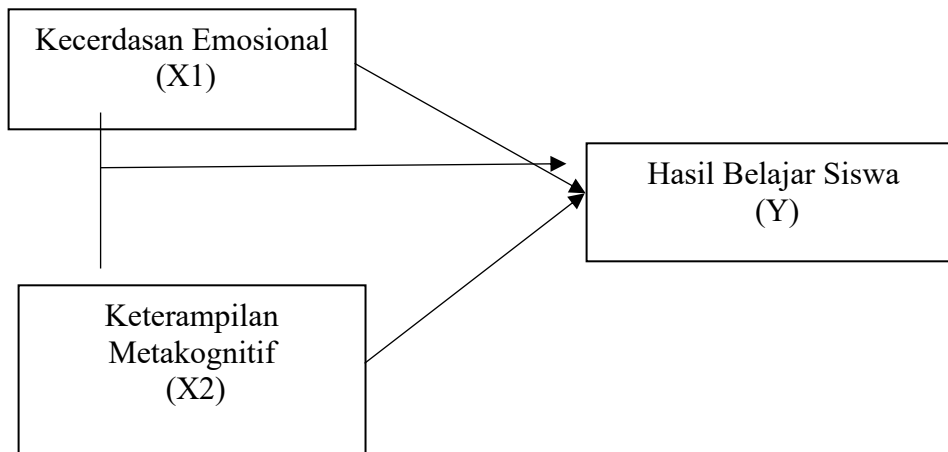 Kecerdasan Emosional
(X1)
Hasil Belajar Siswa
(Y)
Keterampilan
Metakognitif
(X2)